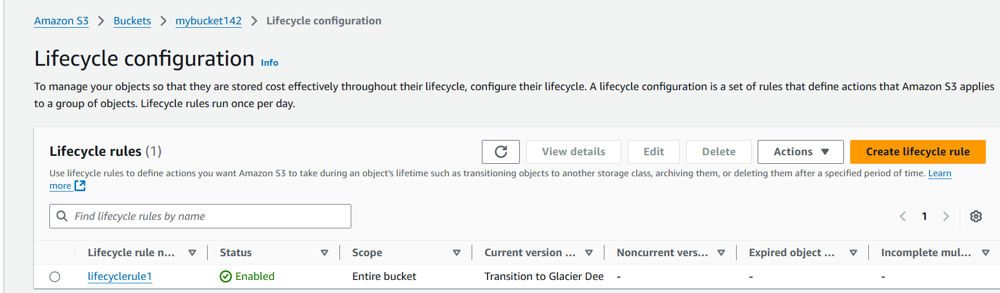 Amazon S3 > Buckets > mybucket142 > Lifecycle configuration
Lifecycle configuration Info
To manage your objects so that they are stored cost effectively throughout their lifecycle, configure their lifecycle. A lifecycle configuration is a set of rules that define actions that Amazon S3 applies
to a group of objects. Lifecycle rules run once per day.
Lifecycle rules (1) View details Edit Delete Actions Create lifecycle rule
Use lifecycle rules to define actions you want Amazon S3 to take during an object's lifetime such as transitioning objects to another storage class, archiving them, or deleting them after a specified period of time. Learn
more
Find lifecycle rules by name 1
Lifecycle rule n... Status Scope Current version ... Noncurrent vers... Expired object ... Incomplete mul...
lifecyclerule1 Enabled Entire bucket Transition to Glacier Dee - - -